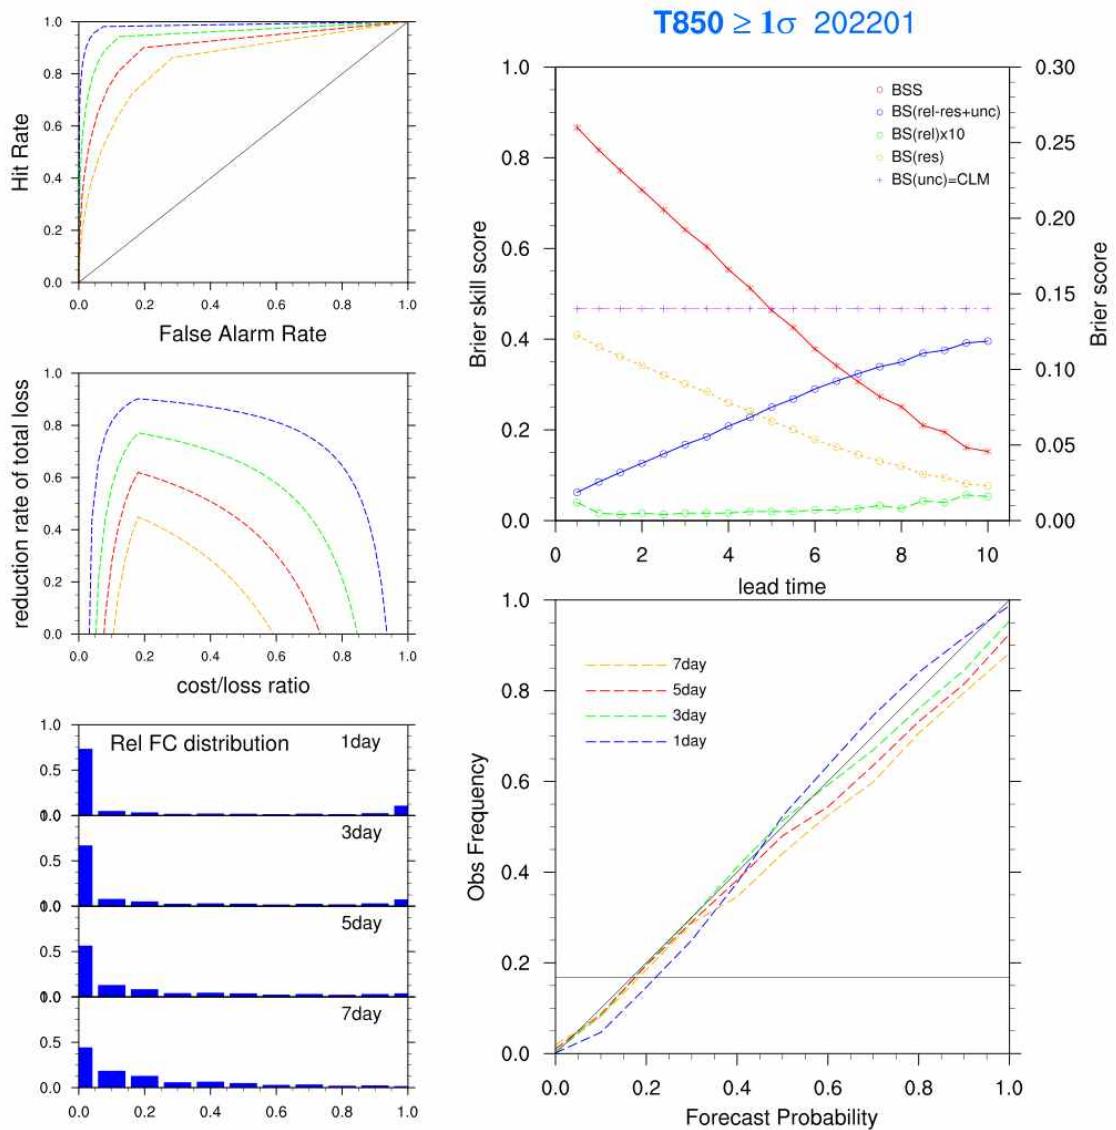 T850 ≥ 1σ 202201
1.0
0.8
0.6
0.4
0.2
0.0
Hit Rate
0.0 0.2 0.4 0.6 0.8 1.0
False Alarm Rate
1.0
0.8
0.6
0.4
0.2
0.0
reduction rate of total loss
0.0 0.2 0.4 0.6 0.8 1.0
cost/loss ratio
Rel FC distribution
1.0
0.5
0.0
1day
0.5
0.0
3day
0.5
0.0
5day
0.5
0.0
7day
0.0 0.2 0.4 0.6 0.8 1.0
1.0
0.8
0.6
0.4
0.2
0.0
Brier skill score
BSS
BS(rel-res+unc)
BS(rel)x10
BS(res)
BS(unc)=CLM
0.30
0.25
0.20
0.15
0.10
0.05
0.00
Brier score
0 2 4 6 8 10
lead time
1.0
0.8
0.6
0.4
0.2
0.0
Obs Frequency
7day
5day
3day
1day
0.0 0.2 0.4 0.6 0.8 1.0
Forecast Probability